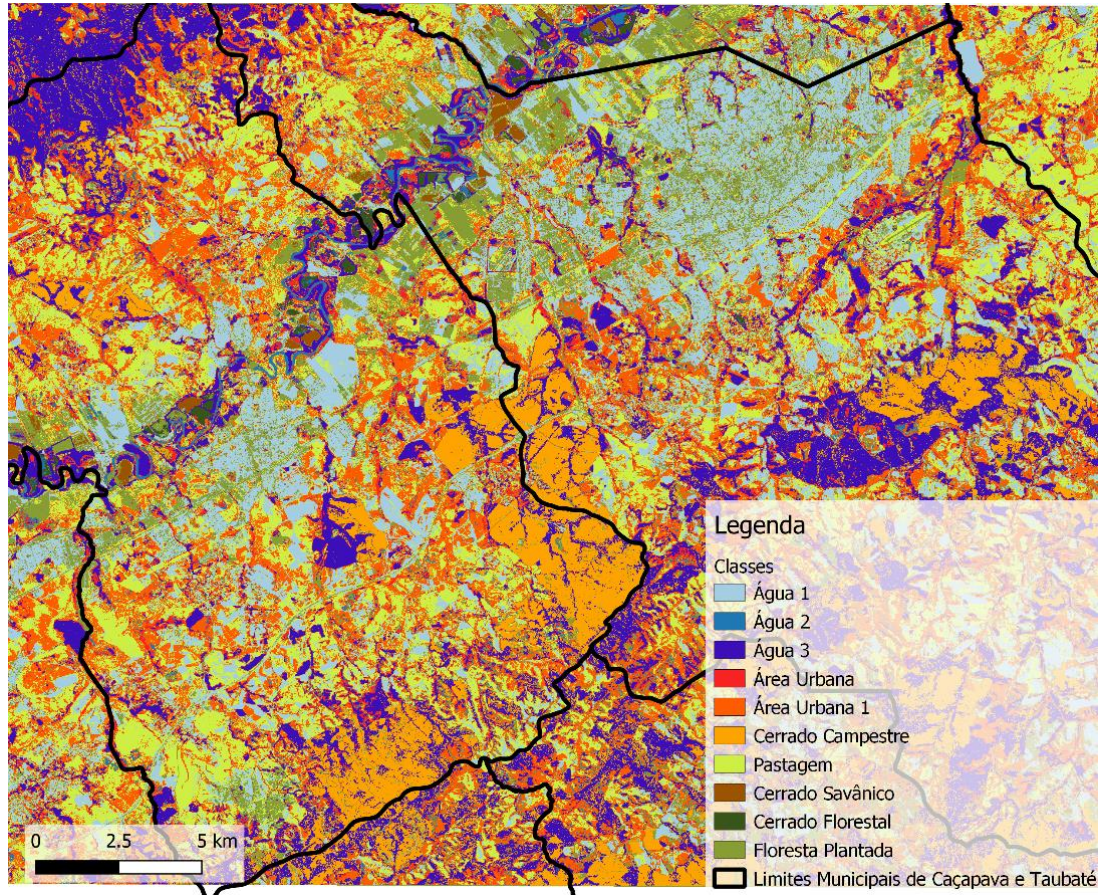 Legenda
Classes
Água 1
Água 2
Água 3
Área Urbana
Área Urbana 1
Cerrado Campestre
Pastagem
Cerrado Savânico
Cerrado Florestal
Floresta Plantada
Limites Municipais de Caçapava e Taubaté
0 2.5 5 km